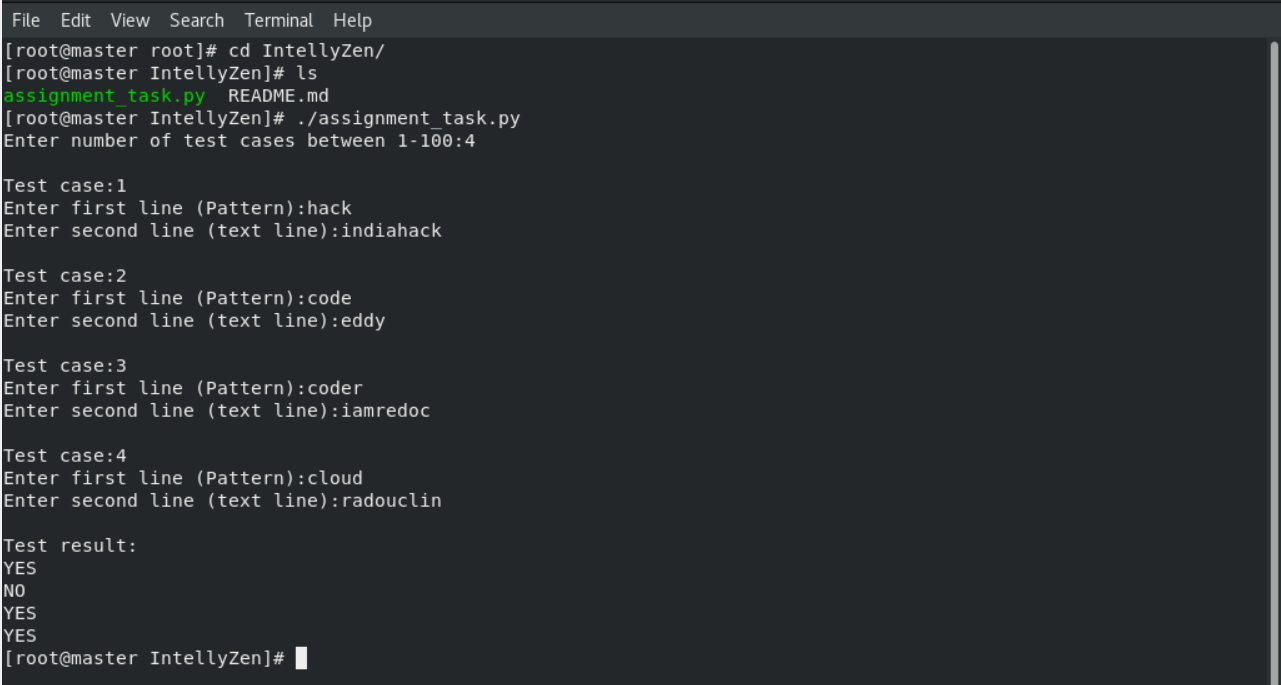 File Edit View Search Terminal Help
[root@master root]# cd IntellyZen/
[root@master IntellyZen]# ls
assignment_task.py  README.md
[root@master IntellyZen]# ./assignment_task.py
Enter number of test cases between 1-100:4
Test case:1
Enter first line (Pattern):hack
Enter second line (text line):indiahack
Test case:2
Enter first line (Pattern):code
Enter second line (text line):eddy
Test case:3
Enter first line (Pattern):coder
Enter second line (text line):iamredoc
Test case:4
Enter first line (Pattern):cloud
Enter second line (text line):radouclin
Test result:
YES
NO
YES
YES
[root@master IntellyZen]#